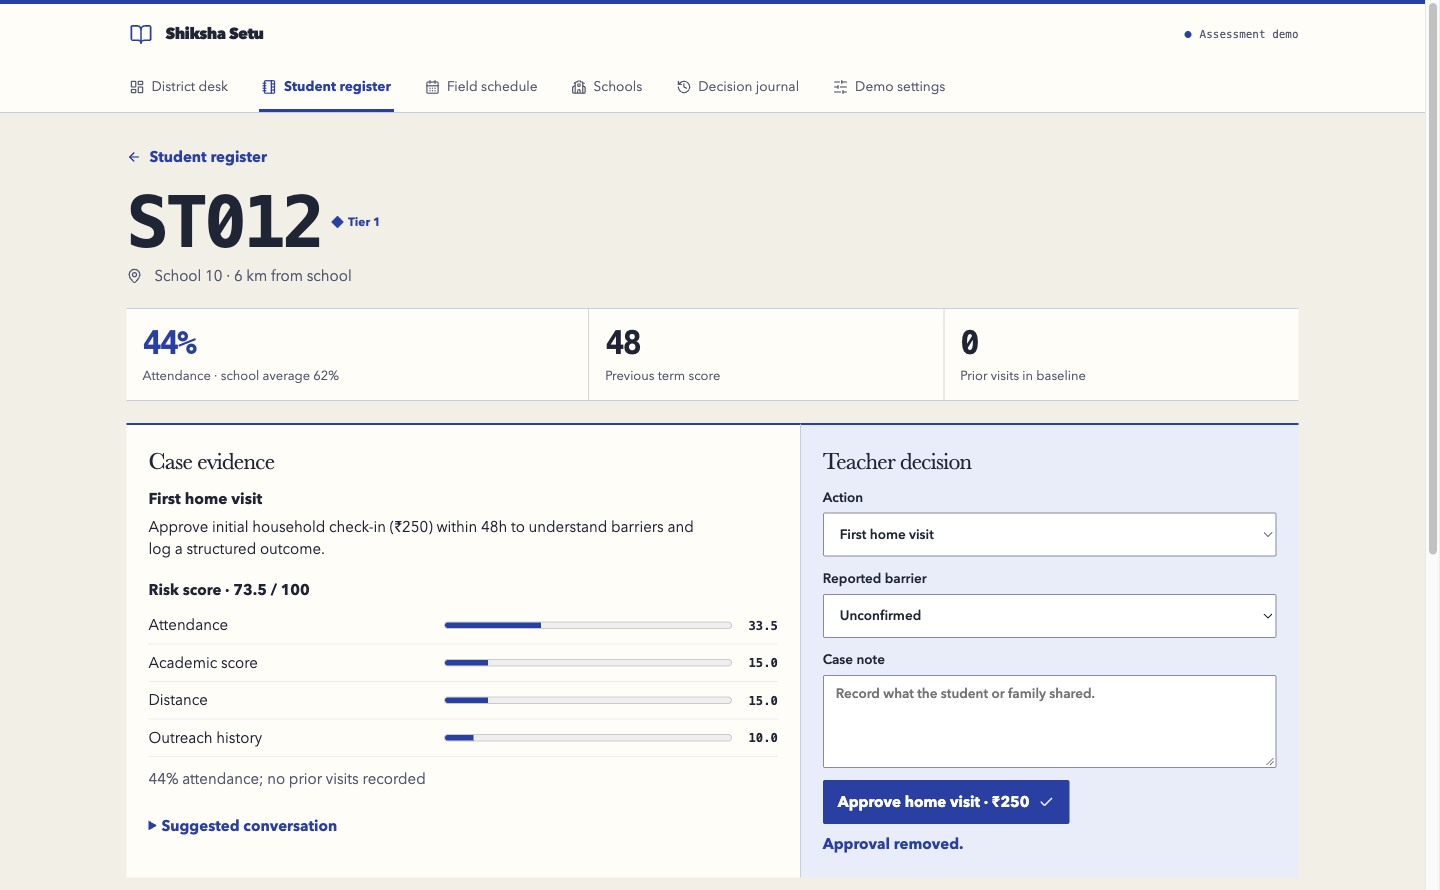 Shiksha Setu
Assessment demo
District desk
Student register
Field schedule
Schools
Decision journal
Demo settings
Student register
ST012
Tier 1
School 10 · 6 km from school
44%
Attendance · school average 62%
48
Previous term score
0
Prior visits in baseline
Case evidence
First home visit
Approve initial household check-in (₹250) within 48h to understand barriers and
log a structured outcome.
Risk score · 73.5 / 100
Attendance 33.5
Academic score 15.0
Distance 15.0
Outreach history 10.0
44% attendance; no prior visits recorded
Suggested conversation
Teacher decision
Action
First home visit
Reported barrier
Unconfirmed
Case note
Record what the student or family shared.
Approve home visit · ₹250
Approval removed.